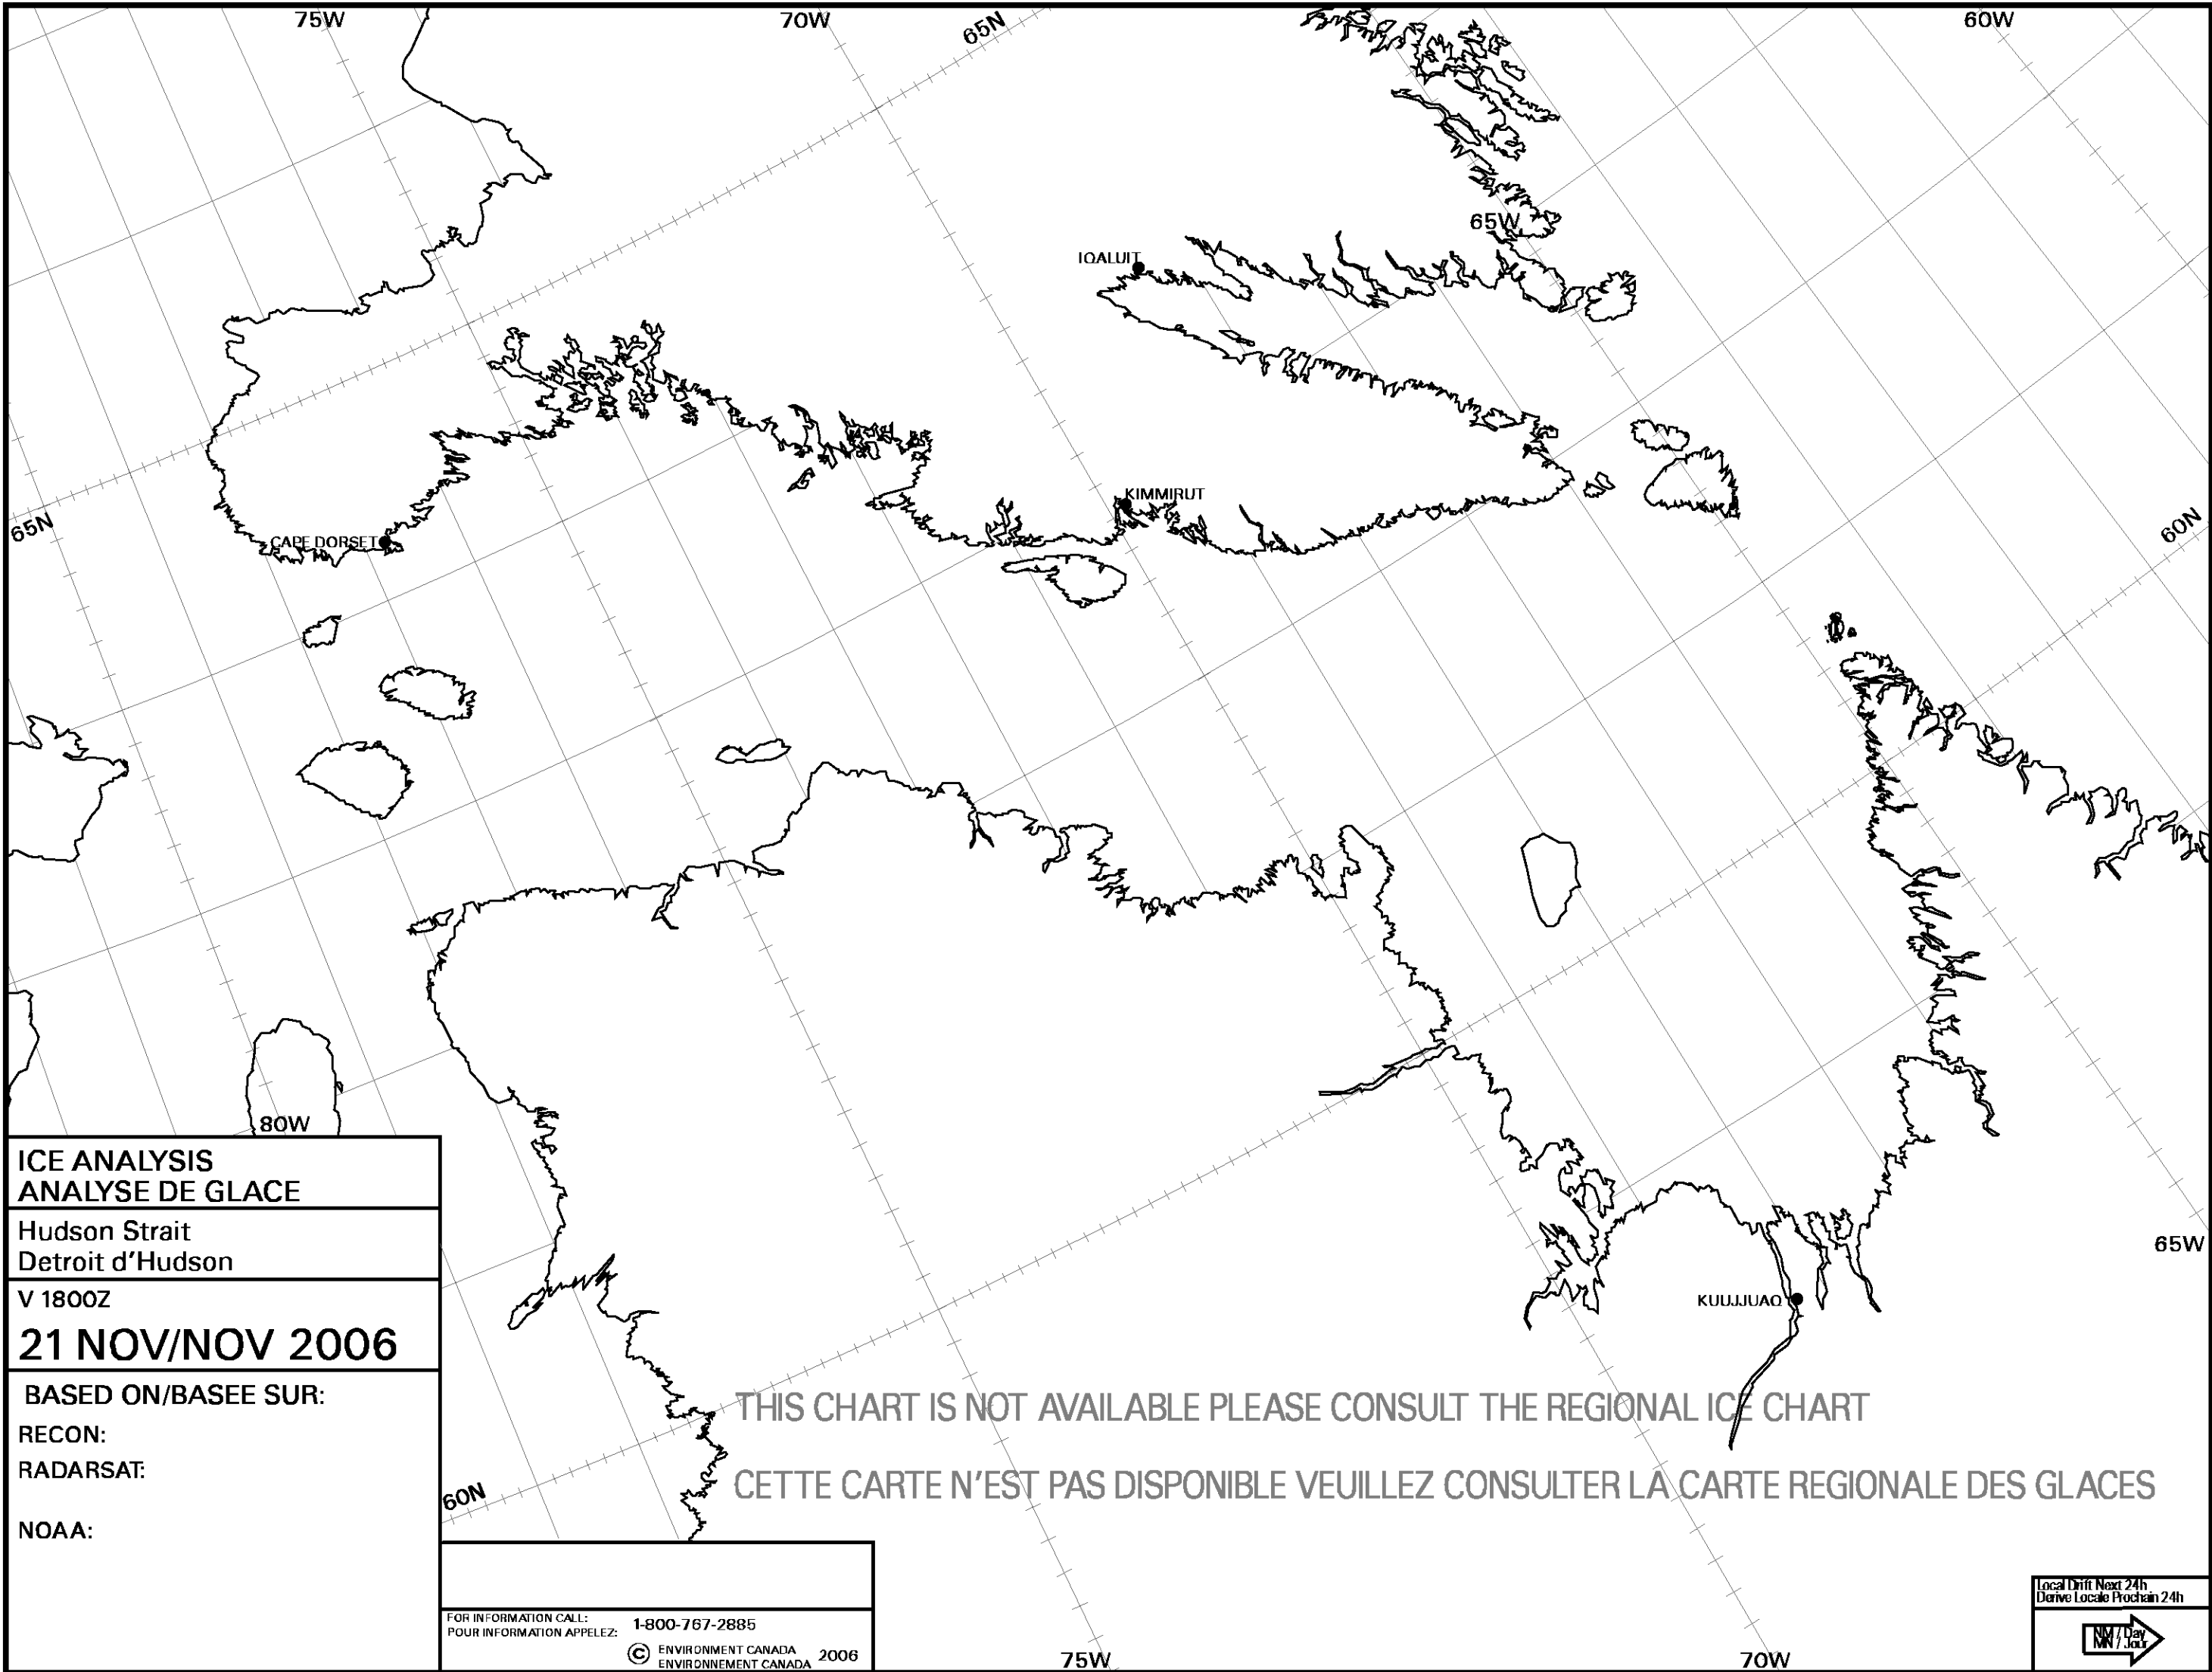 75W
70W
65N
60W
65W
IQALUIT
KIMMIRUT
CAPE DORSET
65N
60N
80W
ICE ANALYSIS
ANALYSE DE GLACE
Hudson Strait
Detroit d'Hudson
V 1800Z
21 NOV/NOV 2006
BASED ON/BASEE SUR:
RECON:
RADARSAT:
NOAA:
65W
KUUJJUAQ
THIS CHART IS NOT AVAILABLE PLEASE CONSULT THE REGIONAL ICE CHART
CETTE CARTE N'EST PAS DISPONIBLE VEUILLEZ CONSULTER LA CARTE REGIONALE DES GLACES
60N
FOR INFORMATION CALL:
POUR INFORMATION APPELEZ:
1-800-767-2885
© ENVIRONMENT CANADA
ENVIRONNEMENT CANADA
2006
75W
70W
Local Drift Next 24h
Derive Locale Prochain 24h
NM / Day
MN / Jour